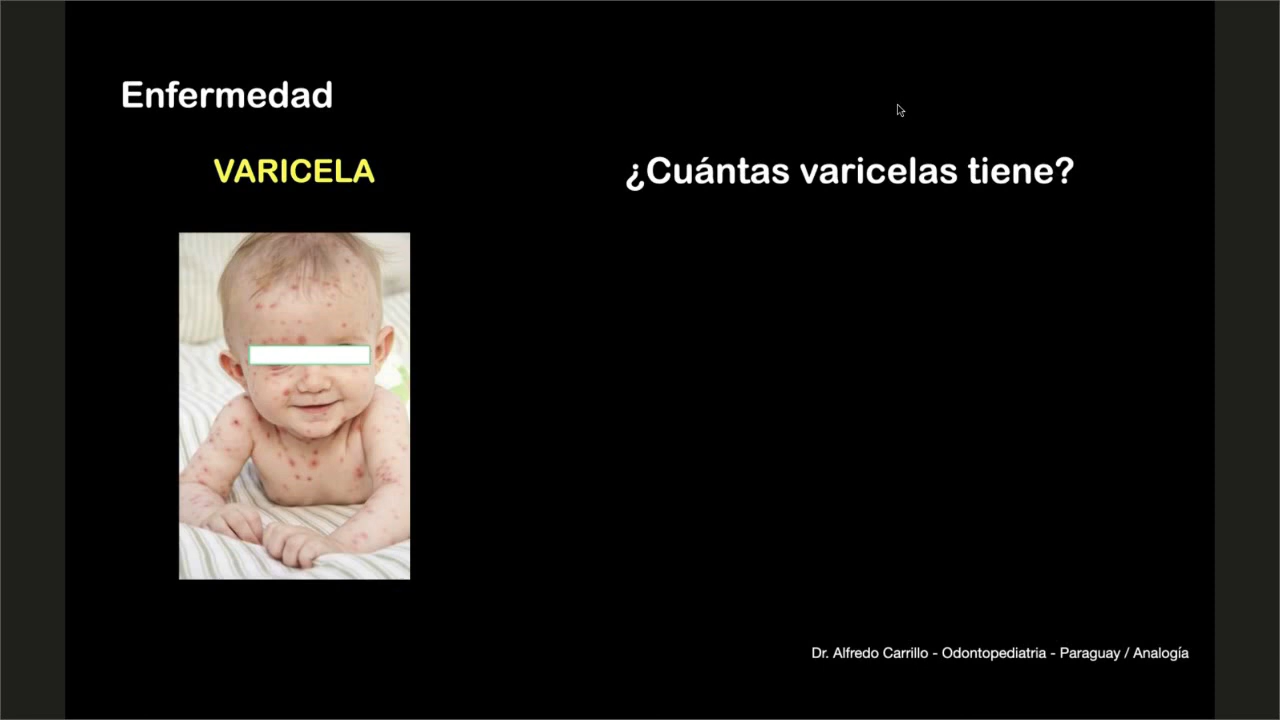 Enfermedad
VARICELA
¿Cuántas varicelas tiene?
Dr. Alfredo Carrillo - Odontopediatria - Paraguay / Analogía